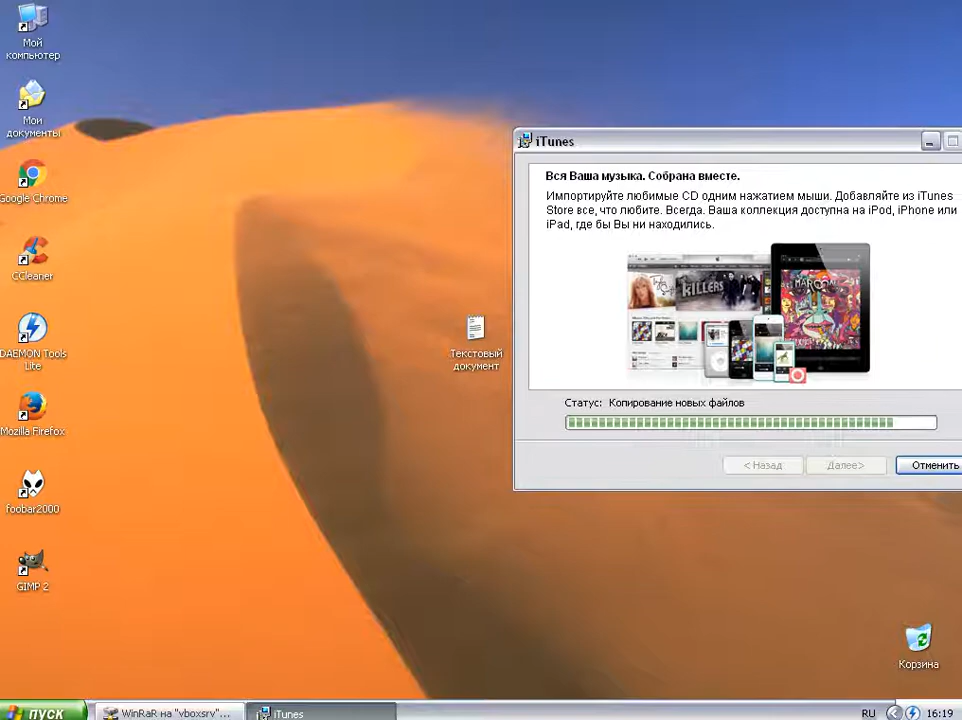 Мой
компьютер
Мои
документы
Google Chrome
CCleaner
DAEMON Tools
Lite
Mozilla Firefox
foobar2000
GIMP 2
Текстовый
документ
iTunes
Вся Ваша музыка. Собрана вместе.
Импортируйте любимые CD одним нажатием мыши. Добавляйте из iTunes
Store все, что любите. Всегда. Ваша коллекция доступна на iPod, iPhone или
iPad, где бы Вы ни находились.
KILLERS
MAROON 5
Статус: Копирование новых файлов
< Назад
Далее>
Отменить
Корзина
пуск
WinRaR на "vboxsrv"...
iTunes
RU
16:19